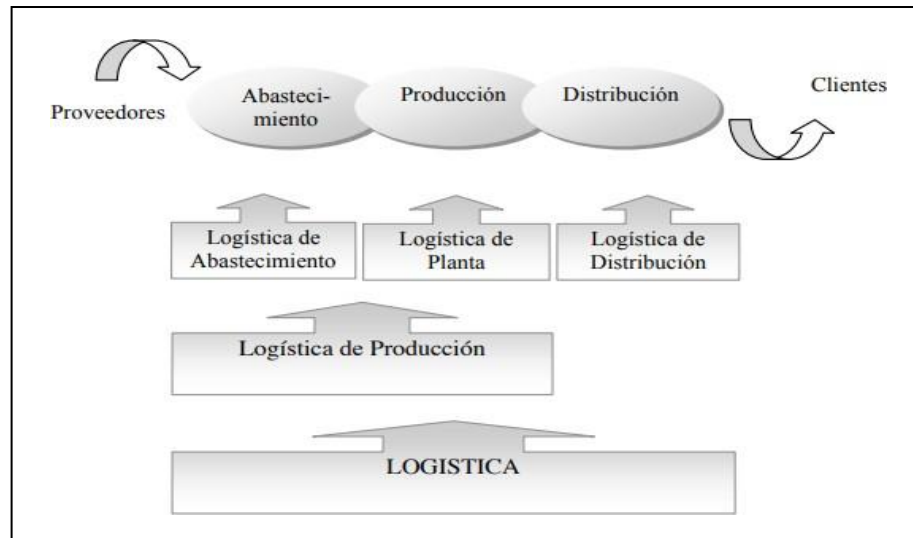 Proveedores
Abasteci-
miento
Producción
Distribución
Clientes
Logística de
Abastecimiento
Logística de
Planta
Logística de
Distribución
Logística de Producción
LOGISTICA